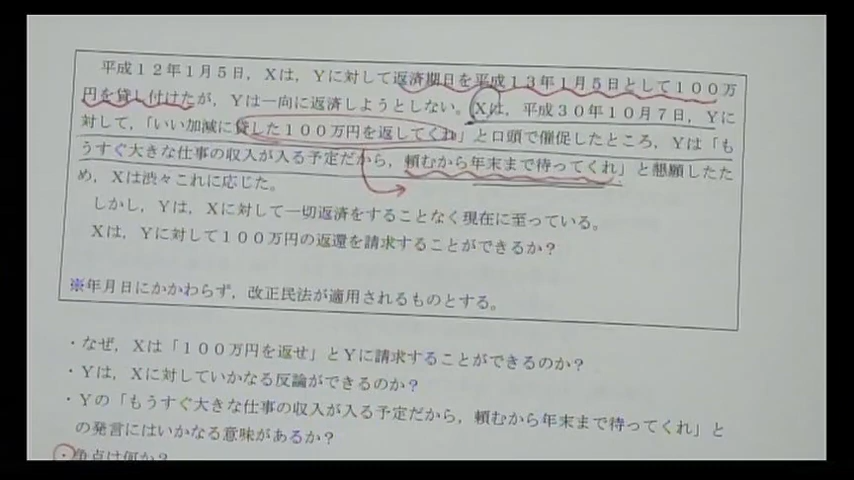 平成１２年１月５日，Ｘは，Ｙに対して返済期日を平成１３年１月５日として１００万
円を貸し付けたが，Ｙは一向に返済しようとしない。Ｘは，平成３０年１０月７日，Ｙに
対して，「いい加減に貸した１００万円を返してくれ」と口頭で催促したところ，Ｙは「も
うすぐ大きな仕事の収入が入る予定だから，頼むから年末まで待ってくれ」と懇願したた
め，Ｘは渋々これに応じた。
しかし，Ｙは，Ｘに対して一切返済をすることなく現在に至っている。
Ｘは，Ｙに対して１００万円の返還を請求することができるか？
※年月日にかかわらず，改正民法が適用されるものとする。
・なぜ，Ｘは「１００万円を返せ」とＹに請求することができるのか？
・Ｙは，Ｘに対していかなる反論ができるのか？
・Ｙの「もうすぐ大きな仕事の収入が入る予定だから，頼むから年末まで待ってくれ」と
の発言にはいかなる意味があるか？
・争点は何か？